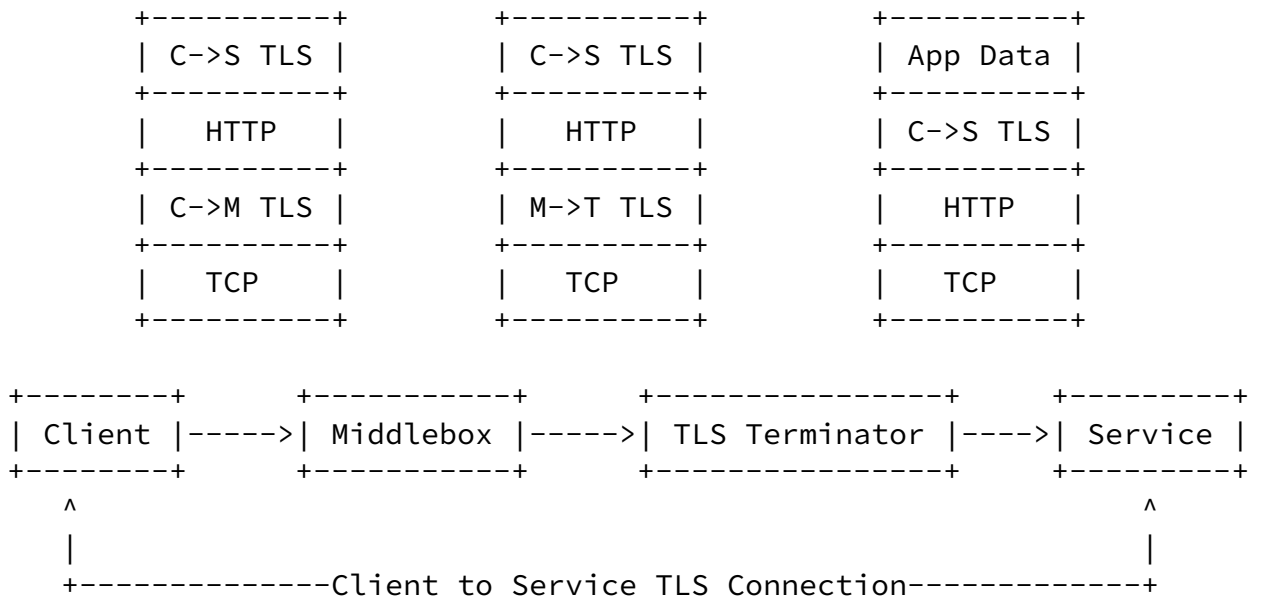 C->S TLS C->S TLS App Data
HTTP HTTP C->S TLS
C->M TLS M->T TLS HTTP
TCP TCP TCP
Client Middlebox TLS Terminator Service
Client to Service TLS Connection